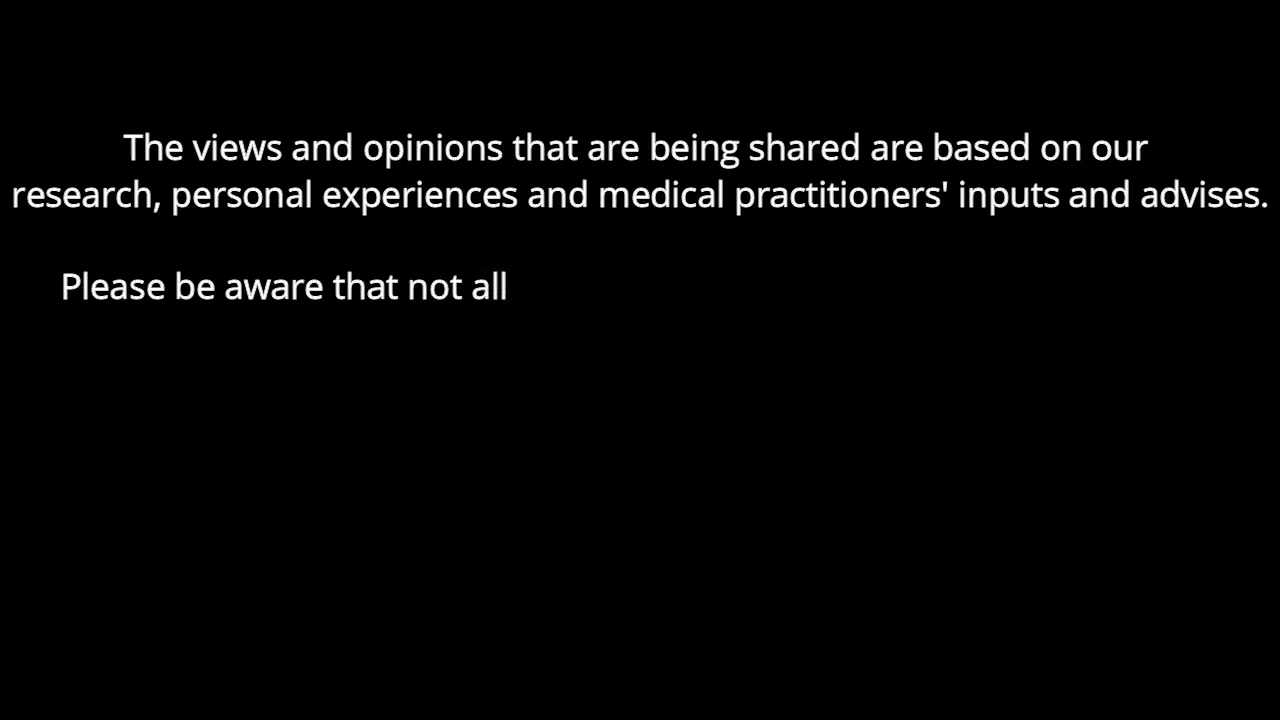 The views and opinions that are being shared are based on our
research, personal experiences and medical practitioners' inputs and advises.
Please be aware that not all